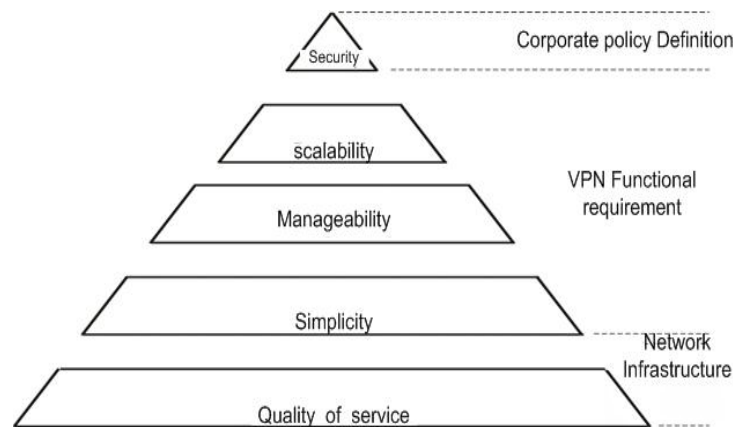 Security
Corporate policy Definition
scalability
VPN Functional
requirement
Manageability
Simplicity
Network
Infrastructure
Quality of service